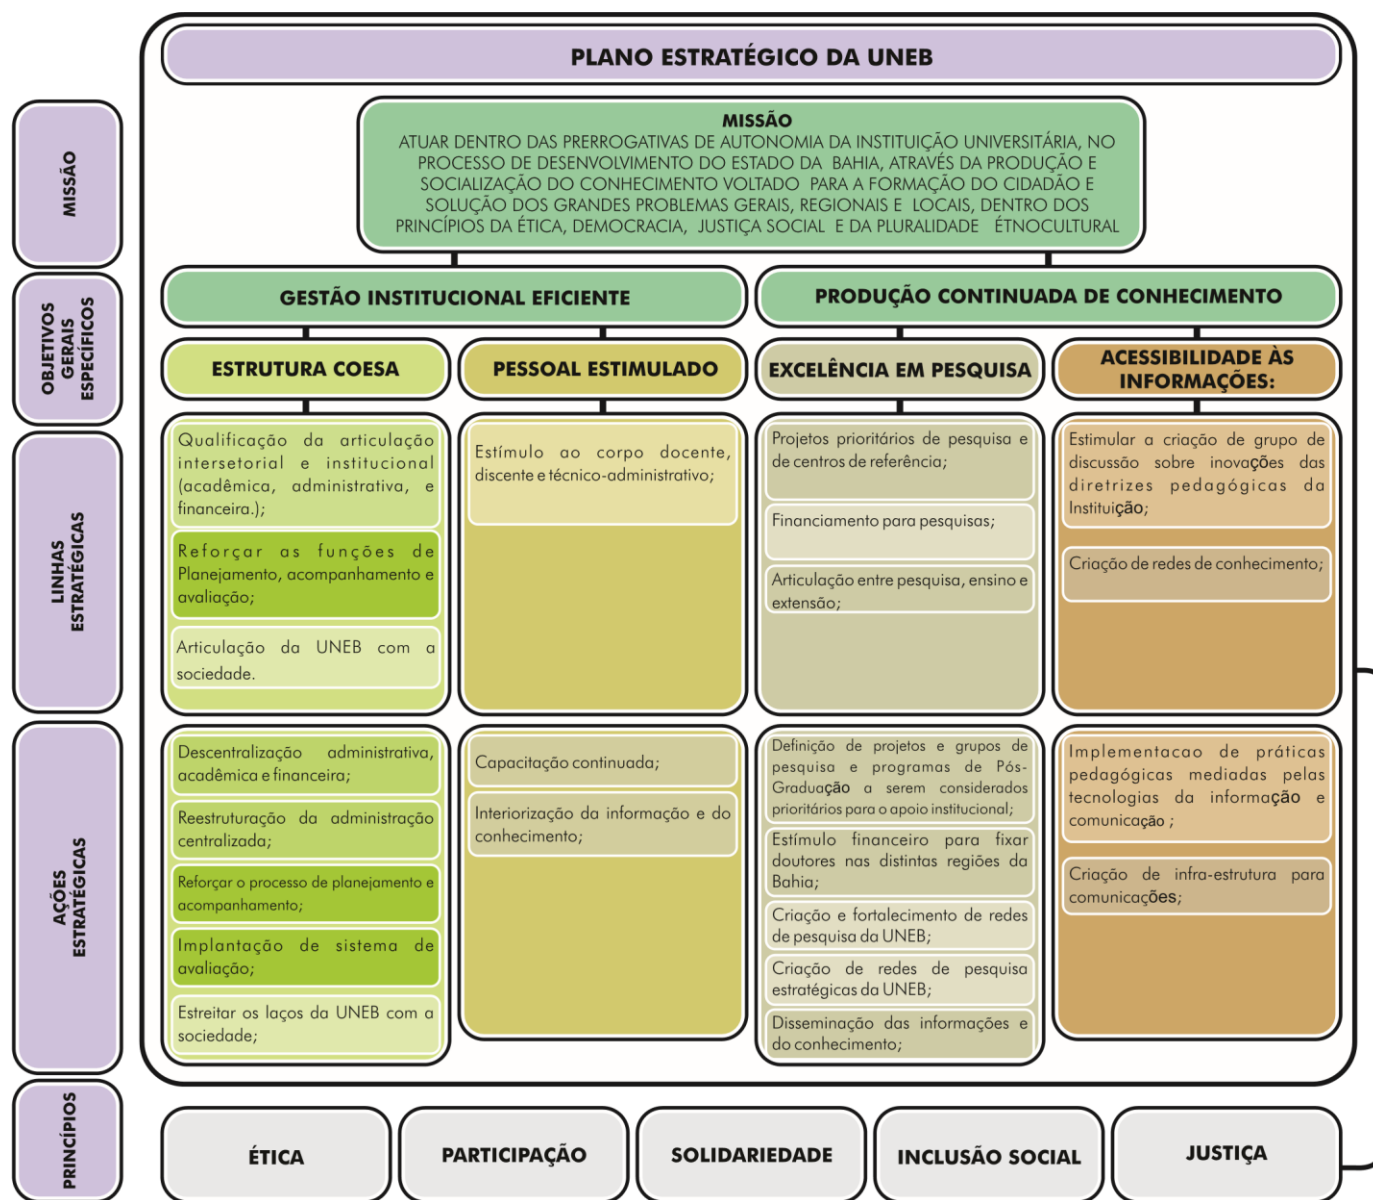 PLANO ESTRATÉGICO DA UNEB
MISSÃO
MISSÃO
ATUAR DENTRO DAS PRERROGATIVAS DE AUTONOMIA DA INSTITUIÇÃO UNIVERSITÁRIA, NO
PROCESSO DE DESENVOLVIMENTO DO ESTADO DA BAHIA, ATRAVÉS DA PRODUÇÃO E
SOCIALIZAÇÃO DO CONHECIMENTO VOLTADO PARA A FORMAÇÃO DO CIDADÃO E
SOLUÇÃO DOS GRANDES PROBLEMAS GERAIS, REGIONAIS E LOCAIS, DENTRO DOS
PRINCÍPIOS DA ÉTICA, DEMOCRACIA, JUSTIÇA SOCIAL E DA PLURALIDADE ÉTNOCULTURAL
OBJETIVOS
GERAIS
ESPECÍFICOS
GESTÃO INSTITUCIONAL EFICIENTE
PRODUÇÃO CONTINUADA DE CONHECIMENTO
ESTRUTURA COESA
PESSOAL ESTIMULADO
EXCELÊNCIA EM PESQUISA
ACESSIBILIDADE ÀS
INFORMAÇÕES:
LINHAS
ESTRATÉGICAS
Qualificação da articulação
intersetorial e institucional
(acadêmica, administrativa, e
financeira.);
Reforçar as funções de
Planejamento, acompanhamento e
avaliação;
Articulação da UNEB com a
sociedade.
Estímulo ao corpo docente,
discente e técnico-administrativo;
Projetos prioritários de pesquisa e
de centros de referência;
Financiamento para pesquisas;
Articulação entre pesquisa, ensino e
extensão;
Estimular a criação de grupo de
discussão sobre inovações das
diretrizes pedagógicas da
Instituição;
Criação de redes de conhecimento;
AÇÕES
ESTRATÉGICAS
Descentralização administrativa,
acadêmica e financeira;
Reestruturação da administração
centralizada;
Reforçar o processo de planejamento e
acompanhamento;
Implantação de sistema de
avaliação;
Estreitar os laços da UNEB com a
sociedade;
Capacitação continuada;
Interiorização da informação e do
conhecimento;
Definição de projetos e grupos de
pesquisa e programas de Pós-
Graduação a serem considerados
prioritários para o apoio institucional;
Estímulo financeiro para fixar
doutores nas distintas regiões da
Bahia;
Criação e fortalecimento de redes
de pesquisa da UNEB;
Criação de redes de pesquisa
estratégicas da UNEB;
Disseminação das informações e
do conhecimento;
Implementacao de práticas
pedagógicas mediadas pelas
tecnologias da informação e
comunicação ;
Criação de infra-estrutura para
comunicações;
PRINCÍPIOS
ÉTICA
PARTICIPAÇÃO
SOLIDARIEDADE
INCLUSÃO SOCIAL
JUSTIÇA